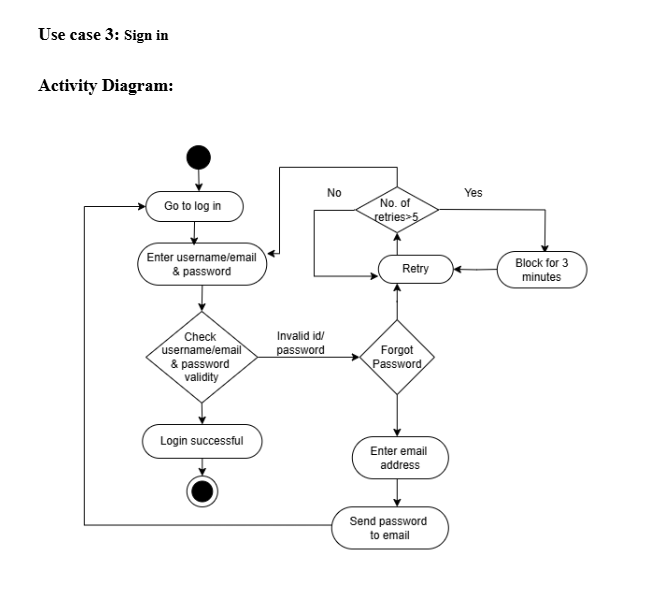 Use case 3: Sign in
Activity Diagram:
Go to log in
Enter username/email
& password
Check
username/email
& password
validity
Login successful
Invalid id/
password
No
No. of
retries>5
Yes
Retry
Block for 3
minutes
Forgot
Password
Enter email
address
Send password
to email